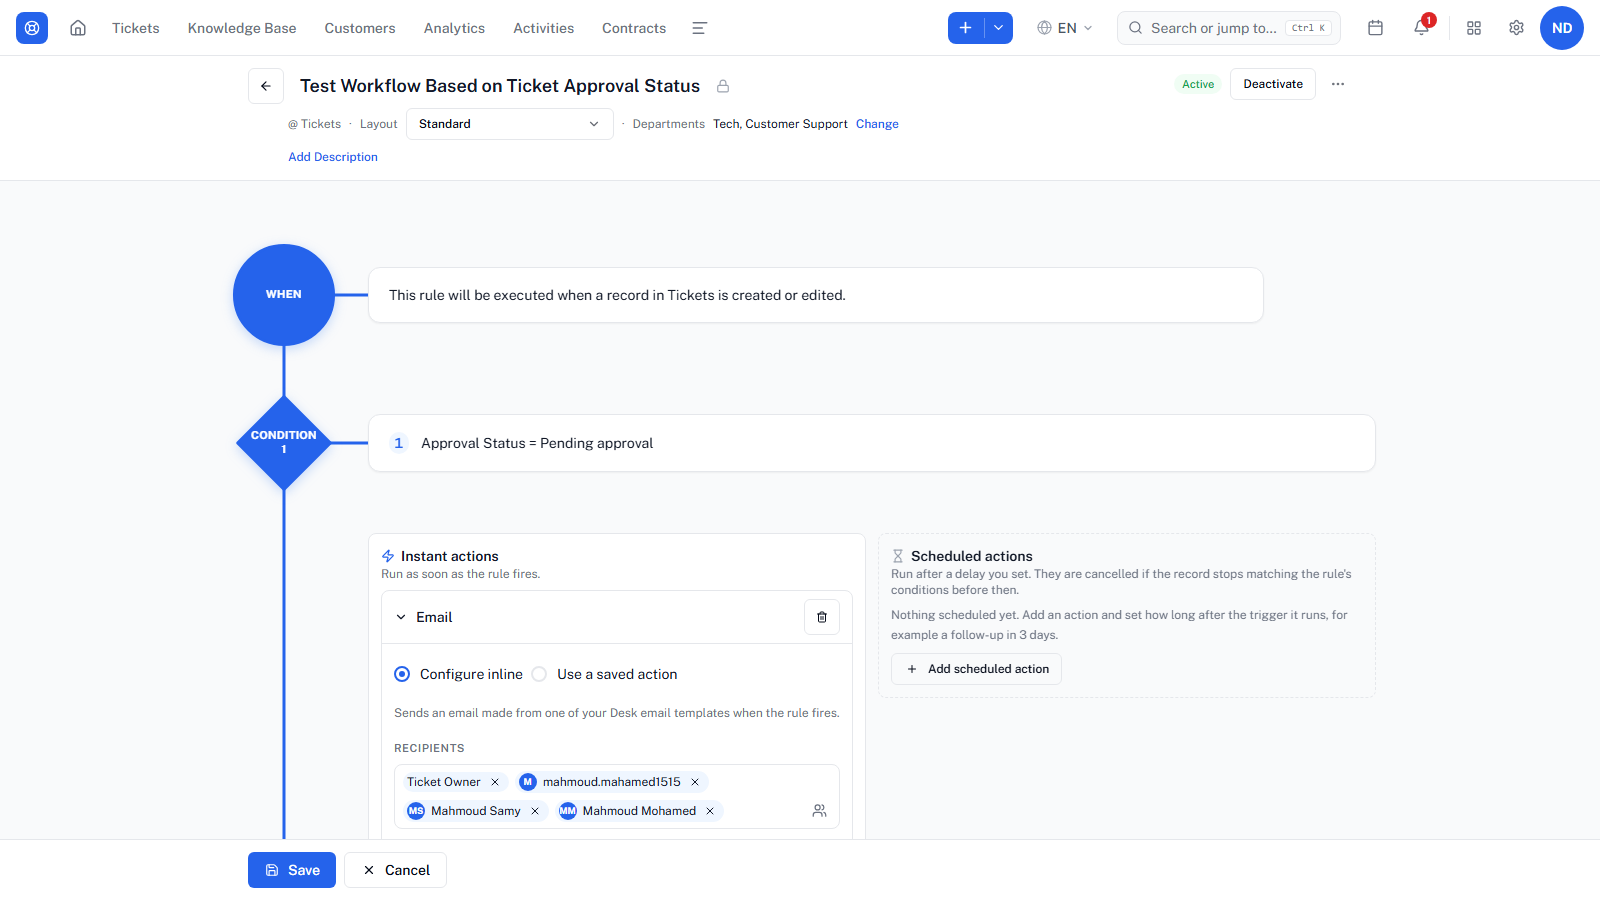 Tickets
Knowledge Base
Customers
Analytics
Activities
Contracts
EN
Search or jump to...
Ctrl K
1
ND
Test Workflow Based on Ticket Approval Status
Active
Deactivate
@ Tickets · Layout
Standard
· Departments Tech, Customer Support Change
Add Description
WHEN
This rule will be executed when a record in Tickets is created or edited.
CONDITION
1
1 Approval Status = Pending approval
Instant actions
Run as soon as the rule fires.
Email
Configure inline
Use a saved action
Sends an email made from one of your Desk email templates when the rule fires.
RECIPIENTS
Ticket Owner
M mahmoud.mahamed1515
MS Mahmoud Samy
MM Mahmoud Mohamed
Scheduled actions
Run after a delay you set. They are cancelled if the record stops matching the rule's
conditions before then.
Nothing scheduled yet. Add an action and set how long after the trigger it runs, for
example a follow-up in 3 days.
Add scheduled action
Save
Cancel